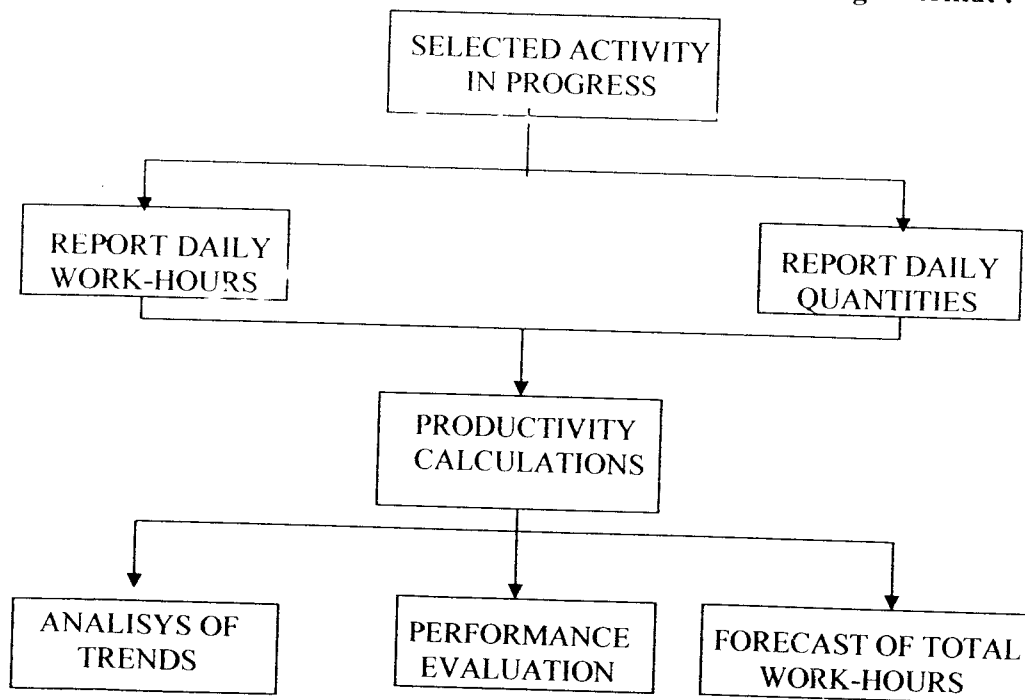 SELECTED ACTIVITY
IN PROGRESS
REPORT DAILY
WORK-HOURS
REPORT DAILY
QUANTITIES
PRODUCTIVITY
CALCULATIONS
ANALISYS OF
TRENDS
PERFORMANCE
EVALUATION
FORECAST OF TOTAL
WORK-HOURS